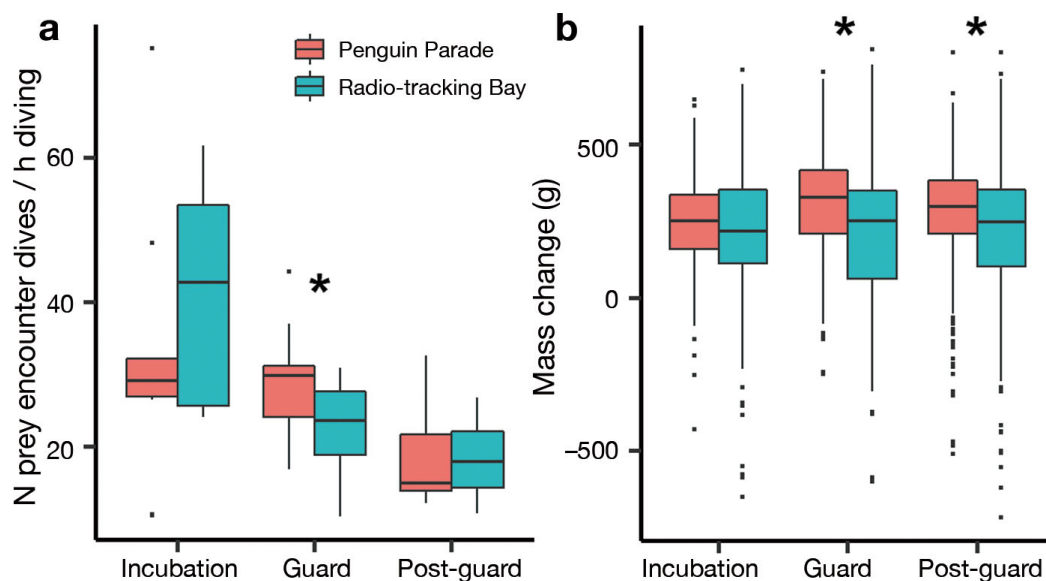 a
Penguin Parade
Radio-tracking Bay
N prey encounter dives / h diving
60
40
20
*
Incubation
Guard
Post-guard
b
* *
Mass change (g)
500
0
−500
Incubation
Guard
Post-guard